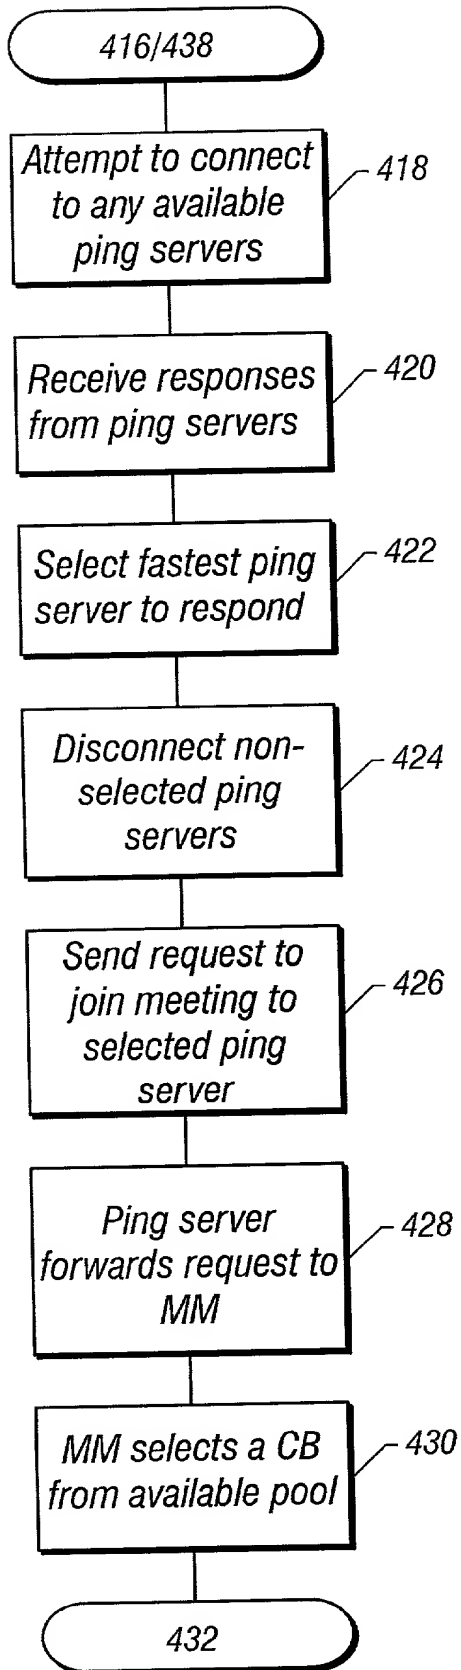 416/438
Attempt to connect
to any available
ping servers
418
Receive responses
from ping servers
420
Select fastest ping
server to respond
422
Disconnect non-
selected ping
servers
424
Send request to
join meeting to
selected ping
server
426
Ping server
forwards request to
MM
428
MM selects a CB
from available pool
430
432